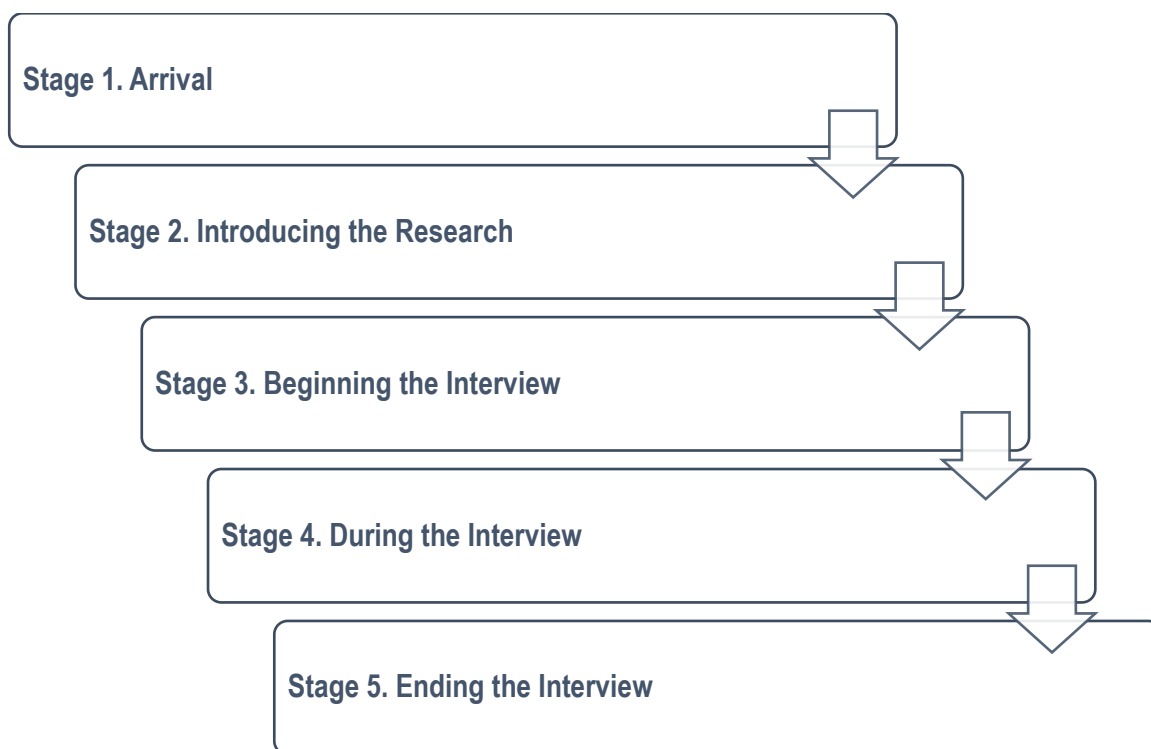 Stage 1. Arrival
Stage 2. Introducing the Research
Stage 3. Beginning the Interview
Stage 4. During the Interview
Stage 5. Ending the Interview